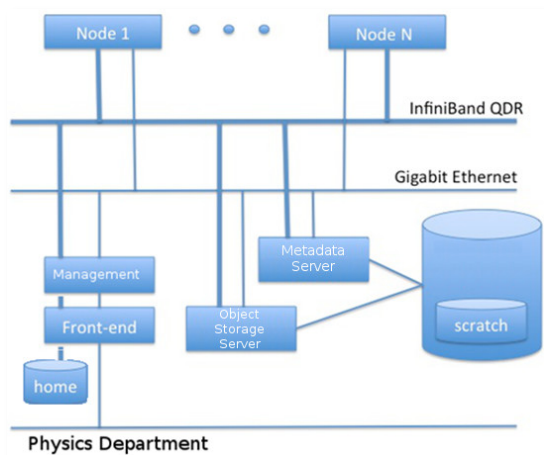 Node 1
Node N
InfiniBand QDR
Gigabit Ethernet
Metadata
Server
Management
Object
Storage
Server
Front-end
scratch
home
Physics Department